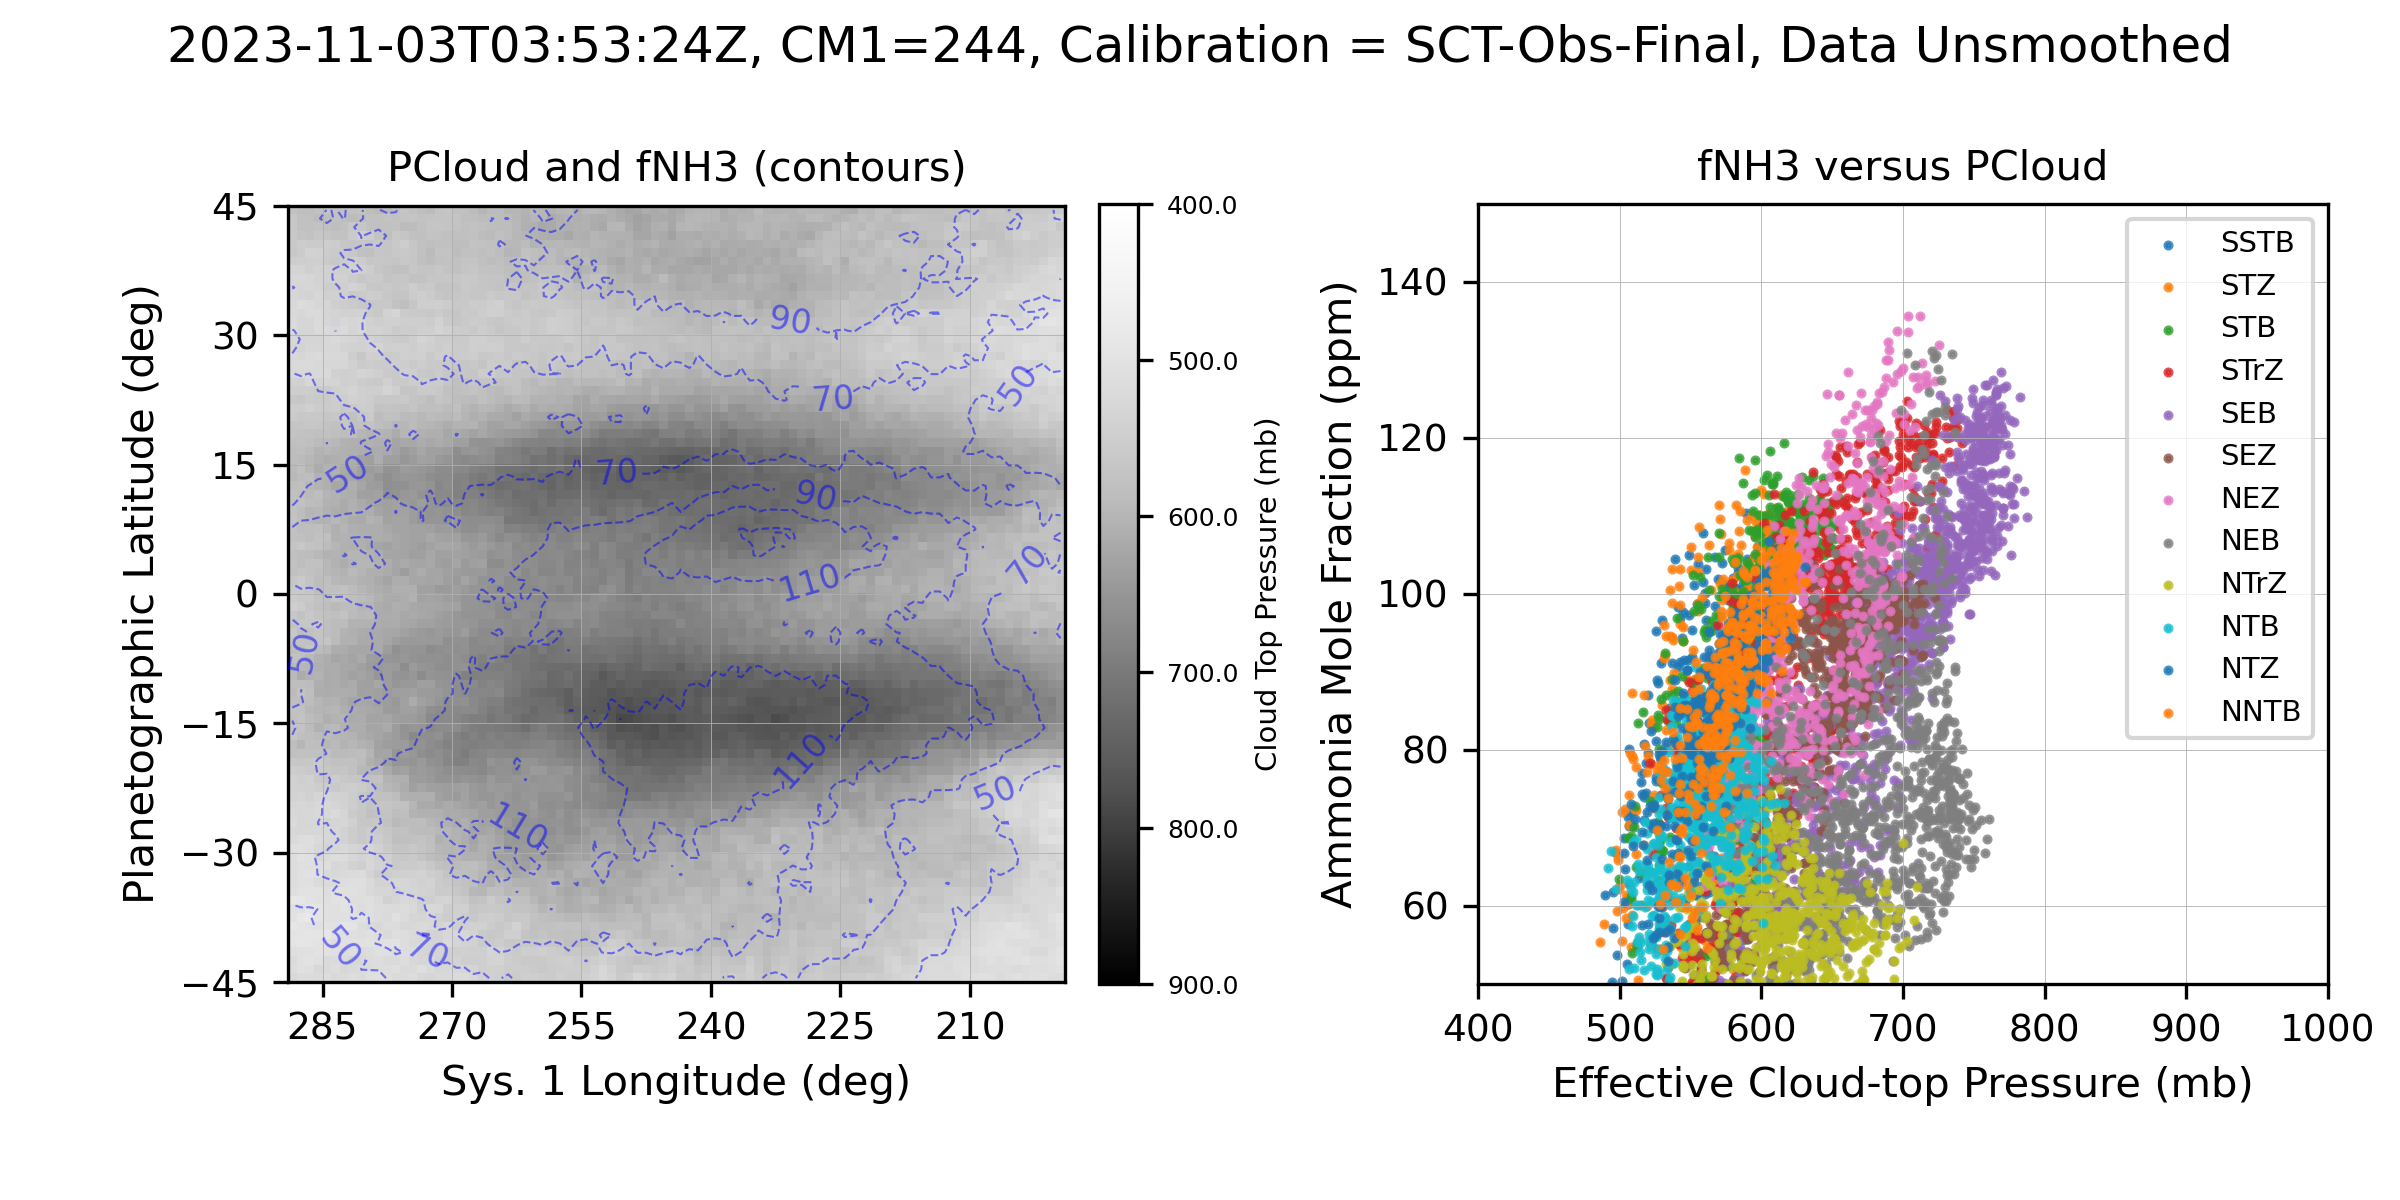 2023-11-03T03:53:24Z, CM1=244, Calibration = SCT-Obs-Final, Data Unsmoothed
PCloud and fNH3 (contours)
45
30
15
0
−15
−30
−45
Planetographic Latitude (deg)
285
270
255
240
225
210
Sys. 1 Longitude (deg)
90
70
50
50
70
90
70
110
50
110
50
110
50
70
400.0
500.0
600.0
700.0
800.0
900.0
Cloud Top Pressure (mb)
fNH3 versus PCloud
140
120
100
80
60
Ammonia Mole Fraction (ppm)
400
500
600
700
800
900
1000
Effective Cloud-top Pressure (mb)
SSTB
STZ
STB
STrZ
SEB
SEZ
NEZ
NEB
NTrZ
NTB
NTZ
NNTB